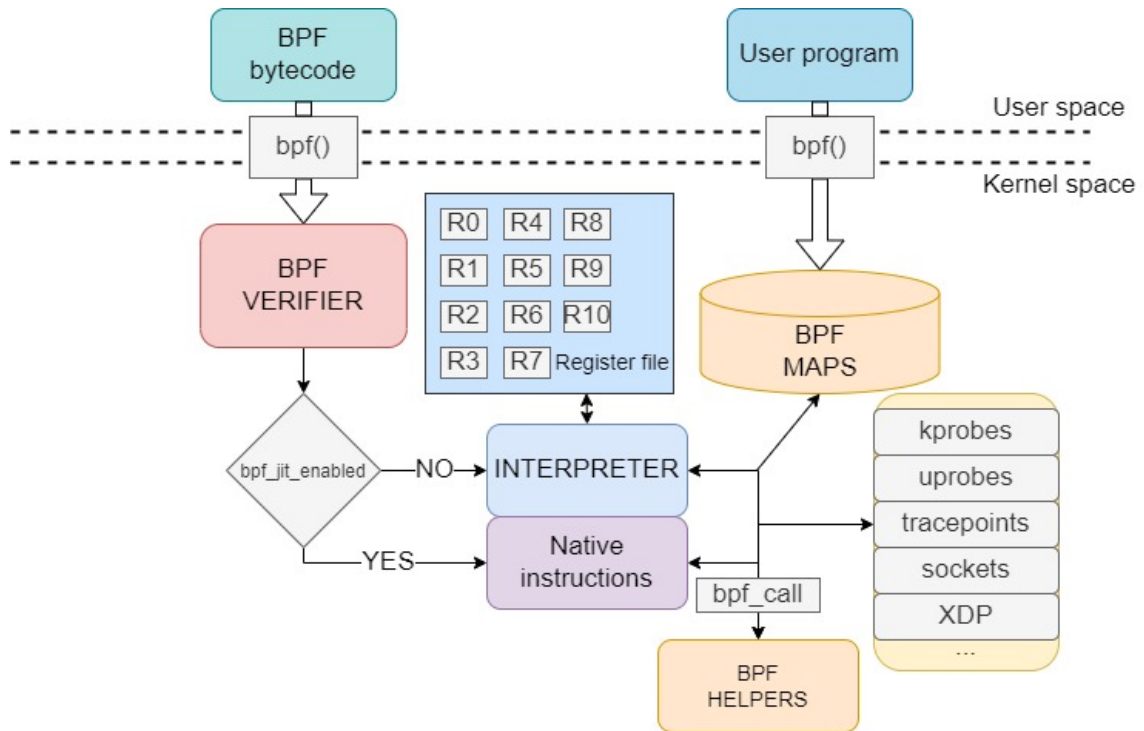 BPF
bytecode
User program
User space
bpf()
bpf()
Kernel space
BPF
VERIFIER
R0
R4
R8
R1
R5
R9
R2
R6
R10
R3
R7
Register file
BPF
MAPS
bpf_jit_enabled
NO
INTERPRETER
YES
Native
instructions
kprobes
uprobes
tracepoints
sockets
XDP
...
bpf_call
BPF
HELPERS